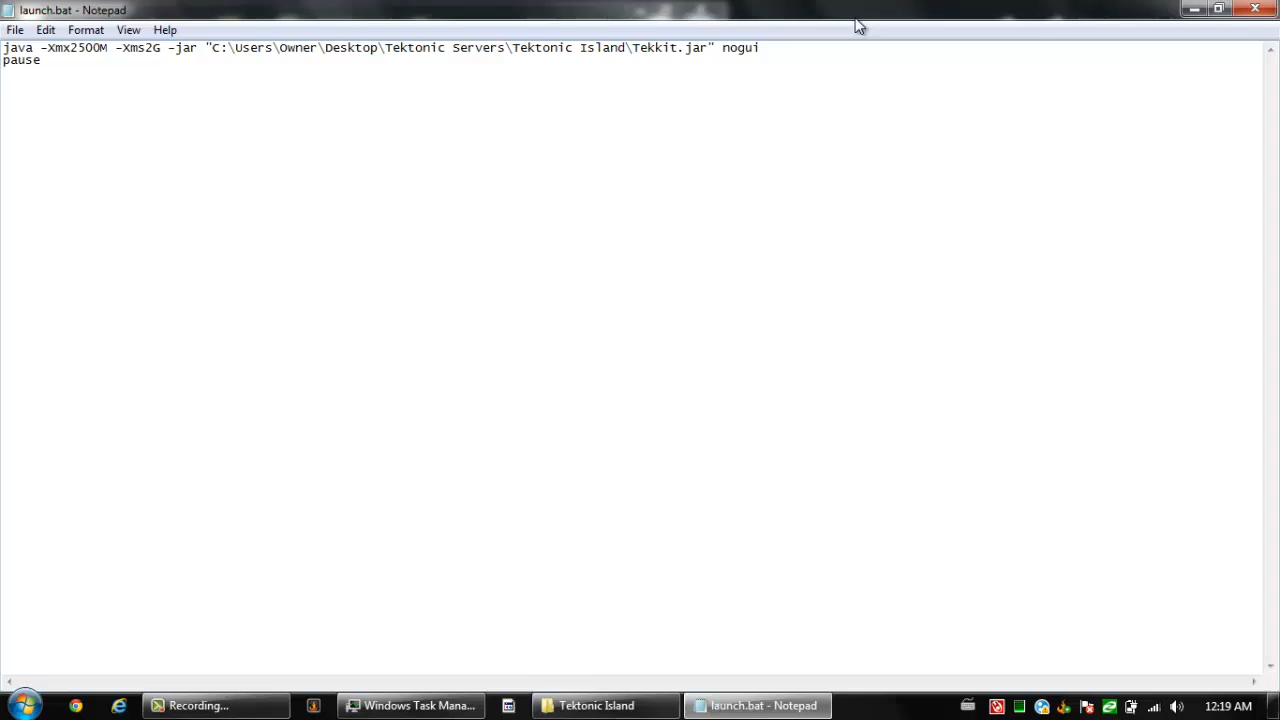 launch.bat - Notepad
File Edit Format View Help
java -Xmx2500M -Xms2G -jar "C:\Users\Owner\Desktop\Tektonic Servers\Tektonic Island\Tekkit.jar" nogui
pause
Recording... Windows Task Mana... Tektonic Island launch.bat - Notepad 12:19 AM